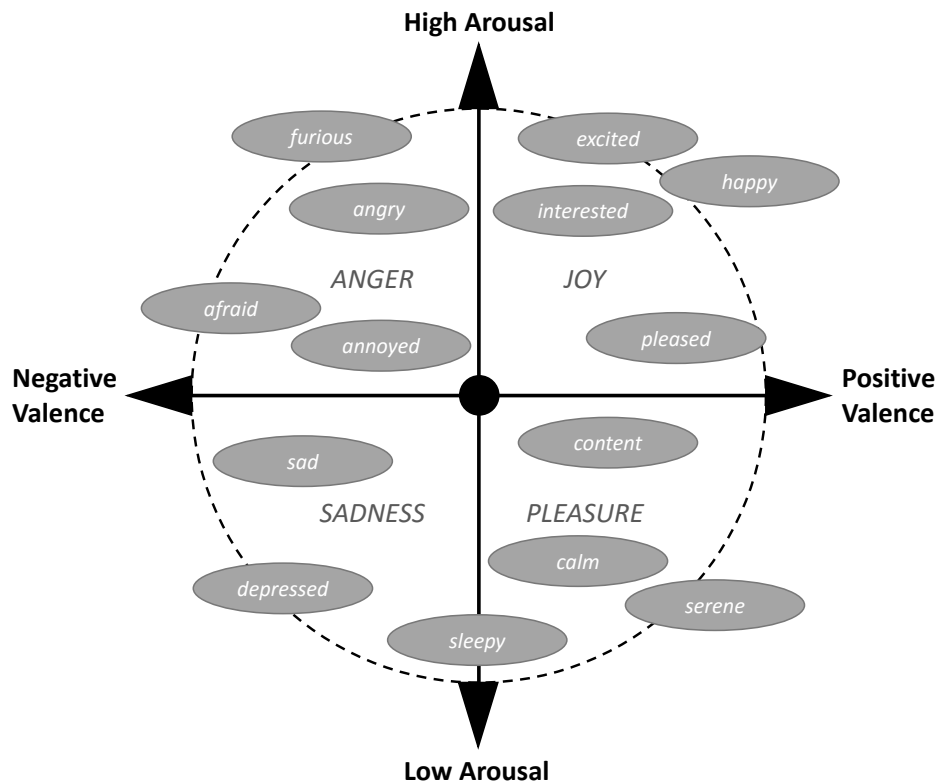 High Arousal
furious
excited
happy
angry
interested
ANGER
JOY
afraid
annoyed
pleased
Negative
Valence
Positive
Valence
content
sad
SADNESS
PLEASURE
calm
depressed
serene
sleepy
Low Arousal